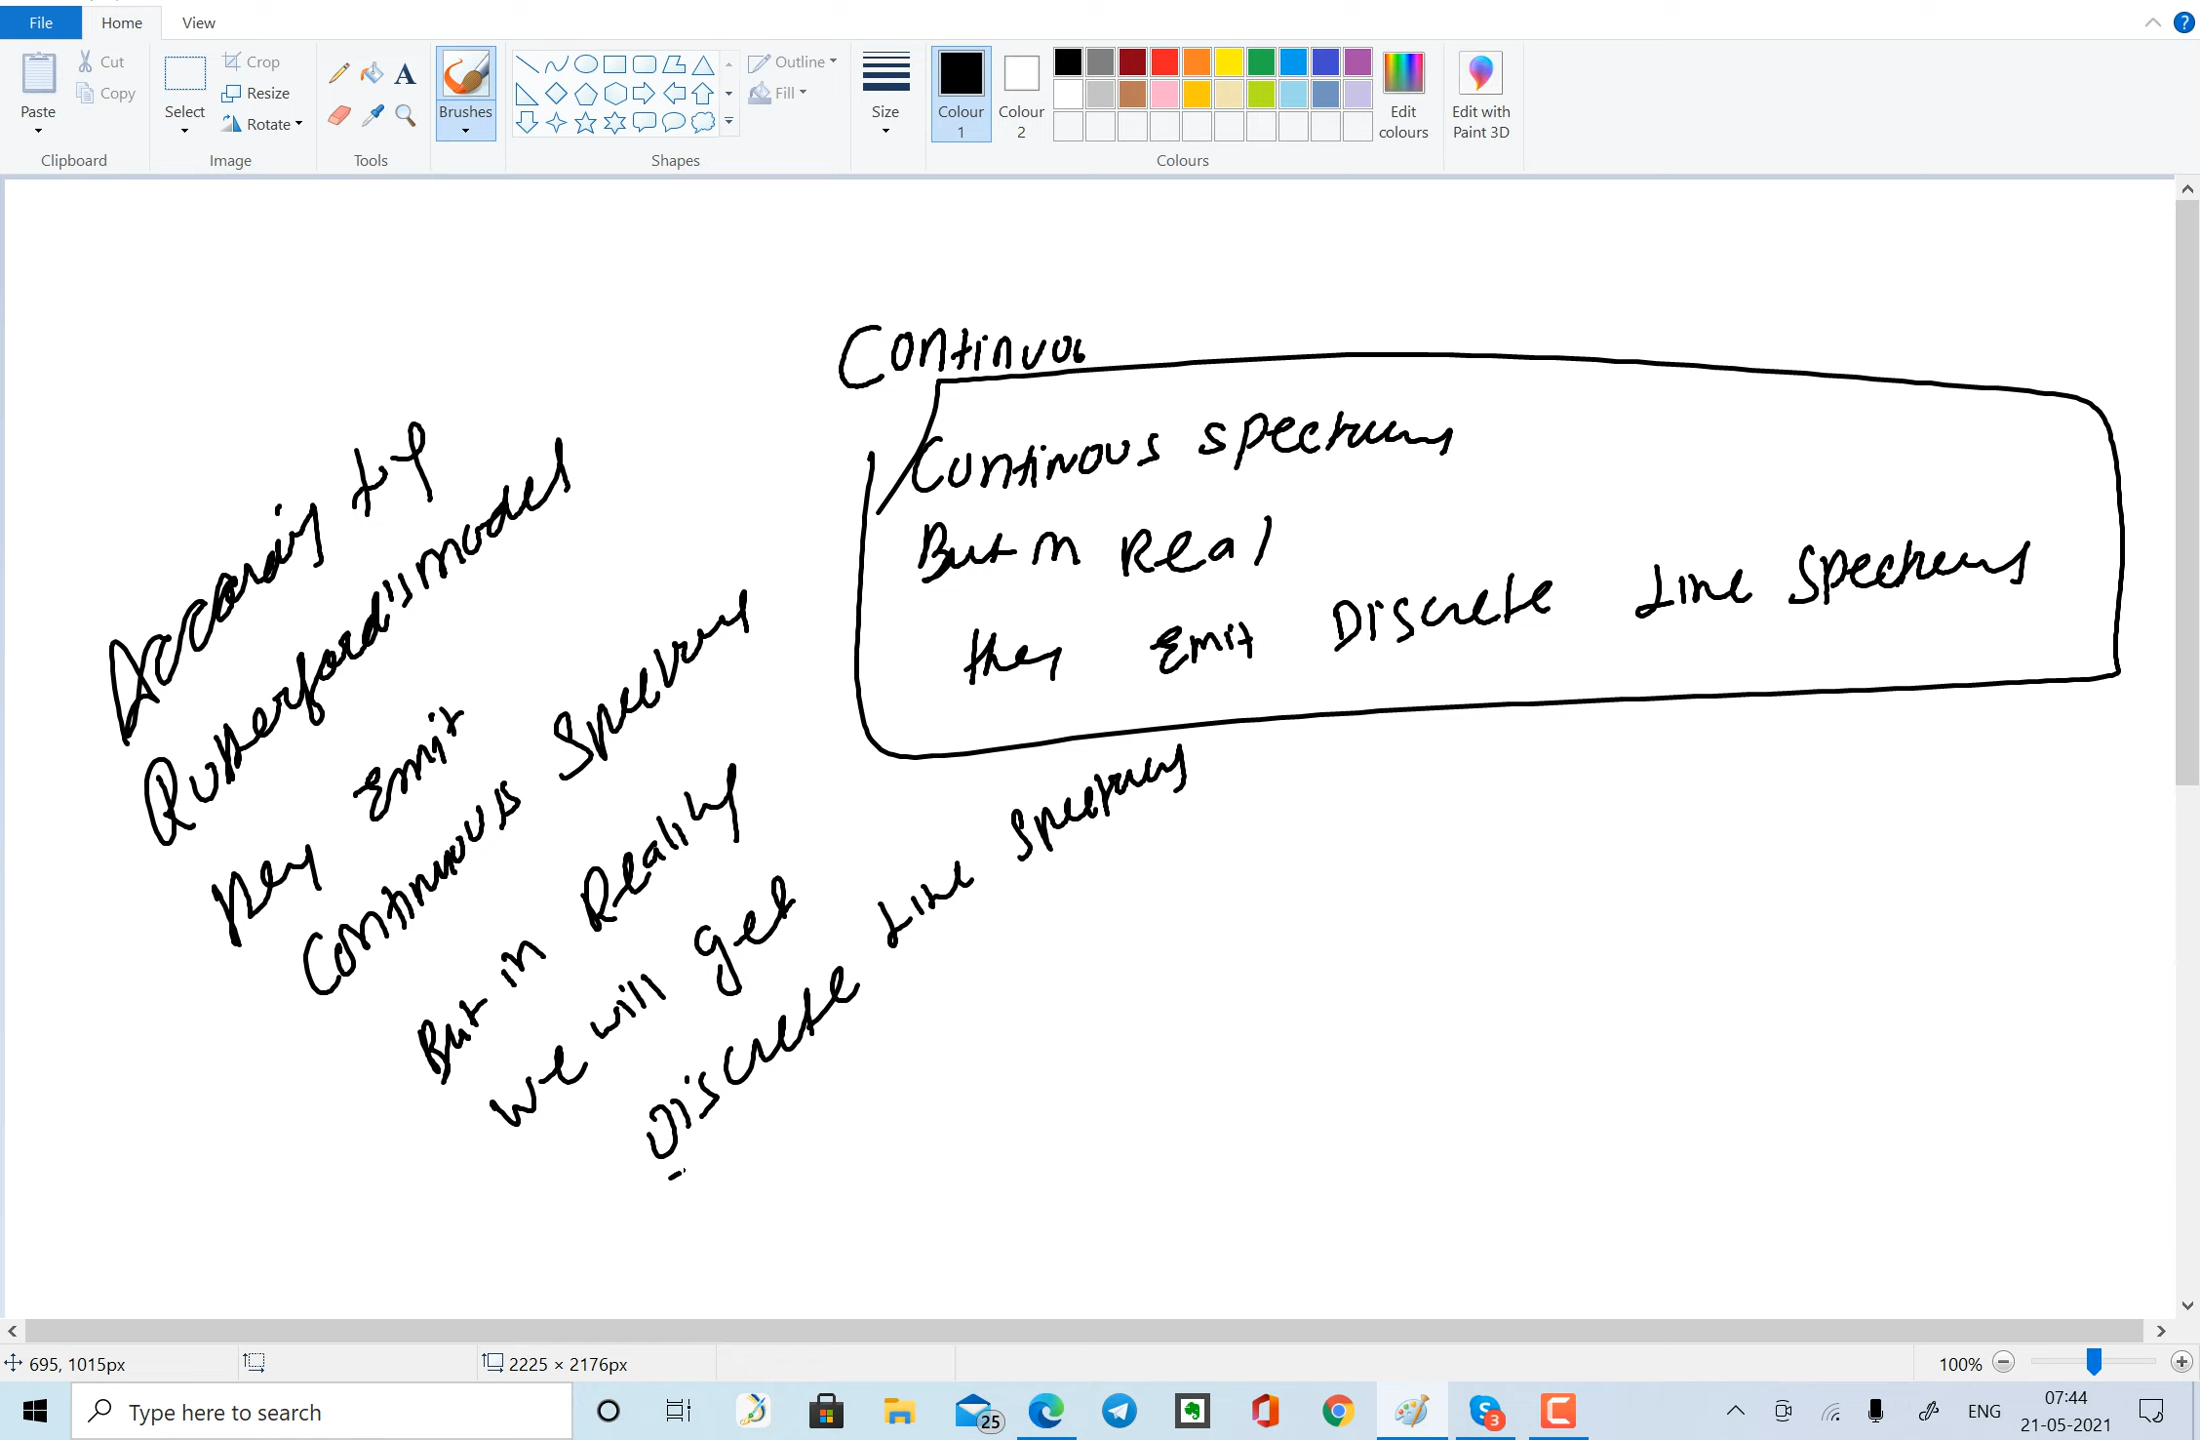 File Home View
Paste
Cut
Copy
Clipboard
Select
Crop
Resize
Rotate
Image
Tools
Brushes
Shapes
Outline
Fill
Size
Colour 1
Colour 2
Edit colours
Edit with Paint 3D
Colours
Continuou
Continous spectrum
But in Real
they Emit Discrete Line Spectrum
According to
Rutherford's model
they Emit
Continuous Spectrum
But in Reality
we will get
Discrete Line Spectrum
695, 1015px
2225 × 2176px
100%
Type here to search
25
3
ENG
07:44
21-05-2021